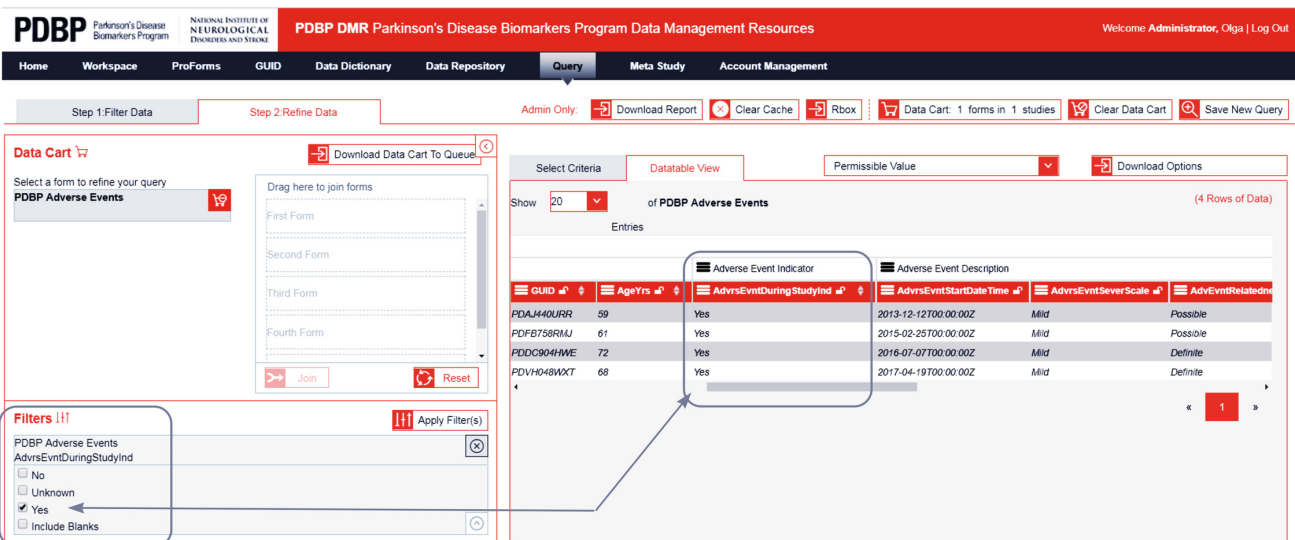 PDBP Parkinson's Disease Biomarkers Program
NATIONAL INSTITUTE OF NEUROLOGICAL DISORDERS AND STROKE
PDBP DMR Parkinson's Disease Biomarkers Program Data Management Resources
Welcome Administrator, Olga | Log Out
Home Workspace ProForms GUID Data Dictionary Data Repository Query Meta Study Account Management
Step 1:Filter Data Step 2:Refine Data
Admin Only: Download Report Clear Cache Rbox Data Cart: 1 forms in 1 studies Clear Data Cart Save New Query
Data Cart
Download Data Cart To Queue
Select a form to refine your query
PDBP Adverse Events
Drag here to join forms
First Form
Second Form
Third Form
Fourth Form
Join Reset
Filters
Apply Filter(s)
PDBP Adverse Events
AdvrsEvntDuringStudyInd
No
Unknown
Yes
Include Blanks
Select Criteria Datatable View Permissible Value Download Options
Show 20 of PDBP Adverse Events (4 Rows of Data)
Entries
Adverse Event Indicator Adverse Event Description
GUID AgeYrs AdvrsEvntDuringStudyInd AdvrsEvntStartDateTime AdvrsEvntSeverScale AdvEvntRelatedne
PDAJ440URR 59 Yes 2013-12-12T00:00:00Z Mild Possible
PDFB758RMJ 61 Yes 2015-02-25T00:00:00Z Mild Possible
PDDC904HWE 72 Yes 2016-07-07T00:00:00Z Mild Definite
PDVH048WXT 68 Yes 2017-04-19T00:00:00Z Mild Definite
« 1 »